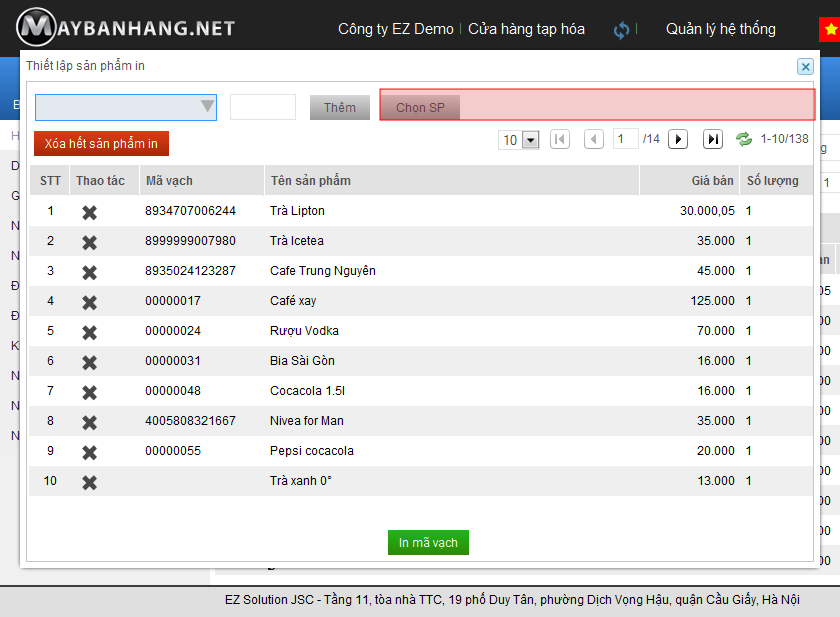 MAYBANHANG.NET
Công ty EZ Demo | Cửa hàng tạp hóa | Quản lý hệ thống
Thiết lập sản phẩm in
Thêm Chọn SP
Xóa hết sản phẩm in 10 1 /14 1-10/138
STT Thao tác Mã vạch Tên sản phẩm Giá bán Số lượng
1 8934707006244 Trà Lipton 30.000,05 1
2 8999999007980 Trà Icetea 35.000 1
3 8935024123287 Cafe Trung Nguyên 45.000 1
4 00000017 Café xay 125.000 1
5 00000024 Rượu Vodka 70.000 1
6 00000031 Bia Sài Gòn 16.000 1
7 00000048 Cocacola 1.5l 16.000 1
8 4005808321667 Nivea for Man 35.000 1
9 00000055 Pepsi cocacola 20.000 1
10 Trà xanh 0° 13.000 1
In mã vạch
EZ Solution JSC - Tầng 11, tòa nhà TTC, 19 phố Duy Tân, phường Dịch Vọng Hậu, quận Cầu Giấy, Hà Nội